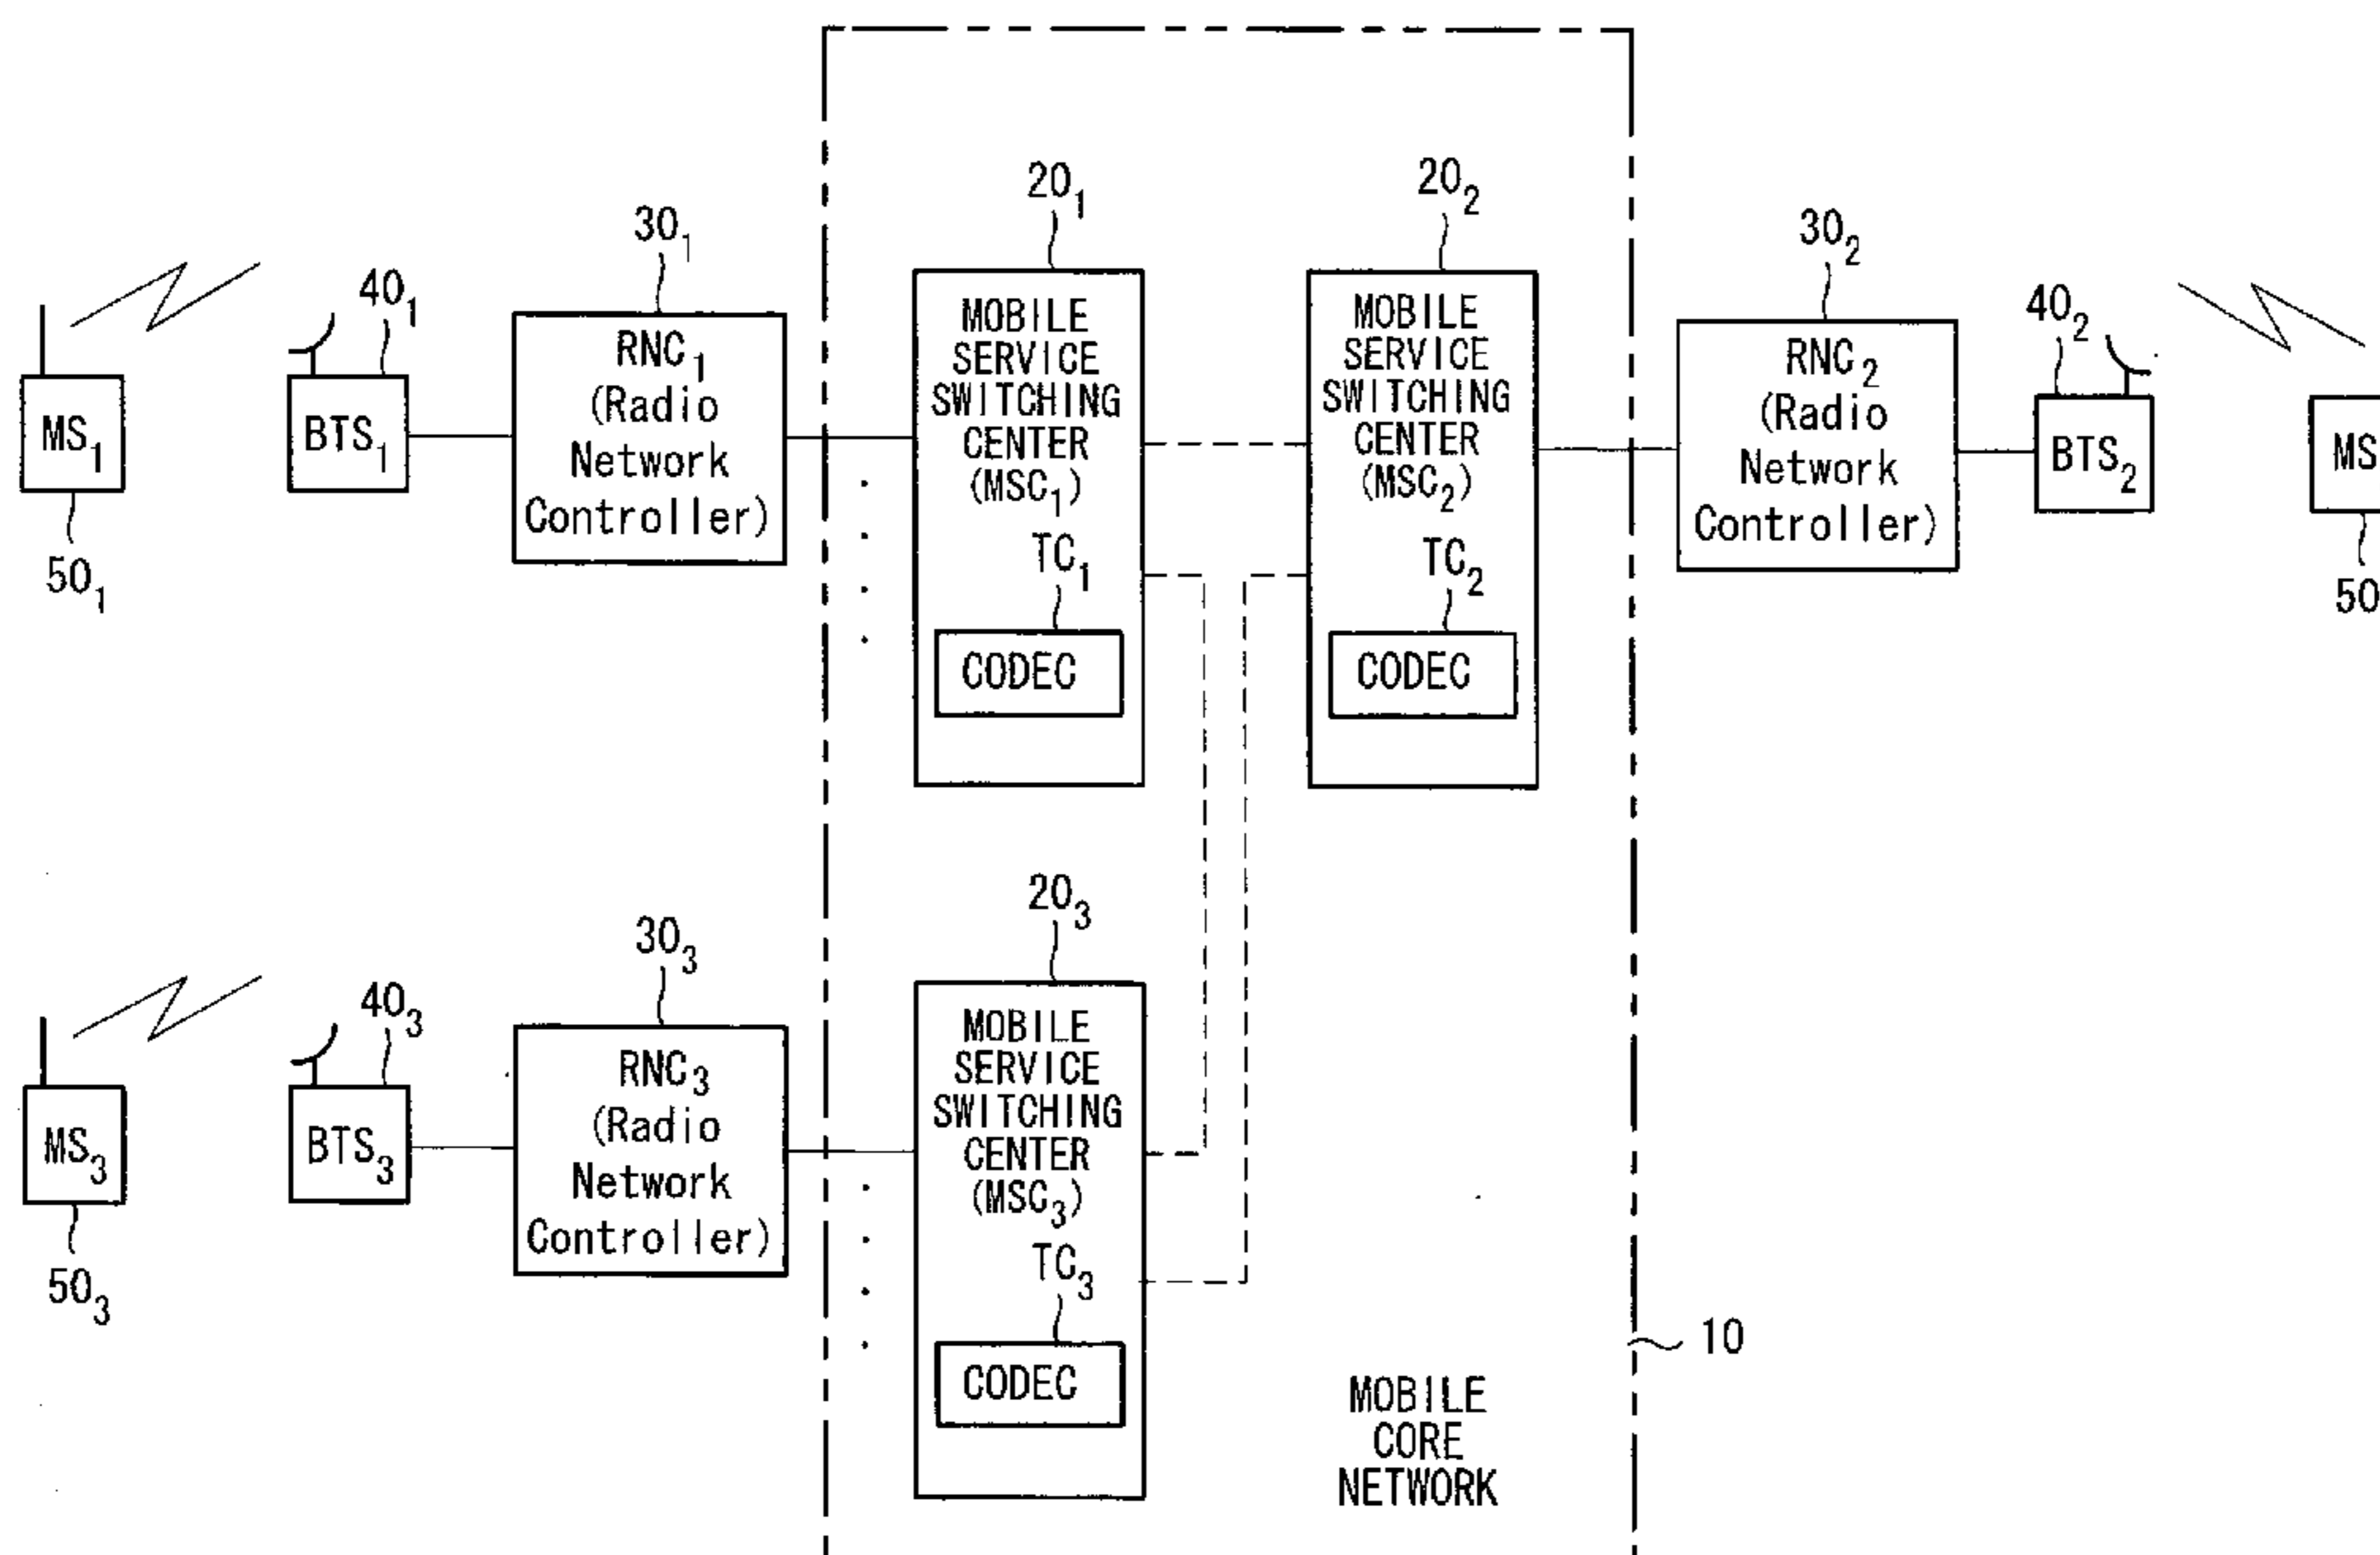 20₁
20₂
30₁
30₂
40₁
40₂
MOBILE
SERVICE
SWITCHING
CENTER
(MSC₁)
MOBILE
SERVICE
SWITCHING
CENTER
(MSC₂)
RNC₁
(Radio
Network
Controller)
RNC₂
(Radio
Network
Controller)
MS₁
BTS₁
BTS₂
MS
50₁
50
TC₁
TC₂
CODEC
CODEC
20₃
30₃
40₃
MOBILE
SERVICE
SWITCHING
CENTER
(MSC₃)
RNC₃
(Radio
Network
Controller)
MS₃
BTS₃
50₃
TC₃
CODEC
10
MOBILE
CORE
NETWORK